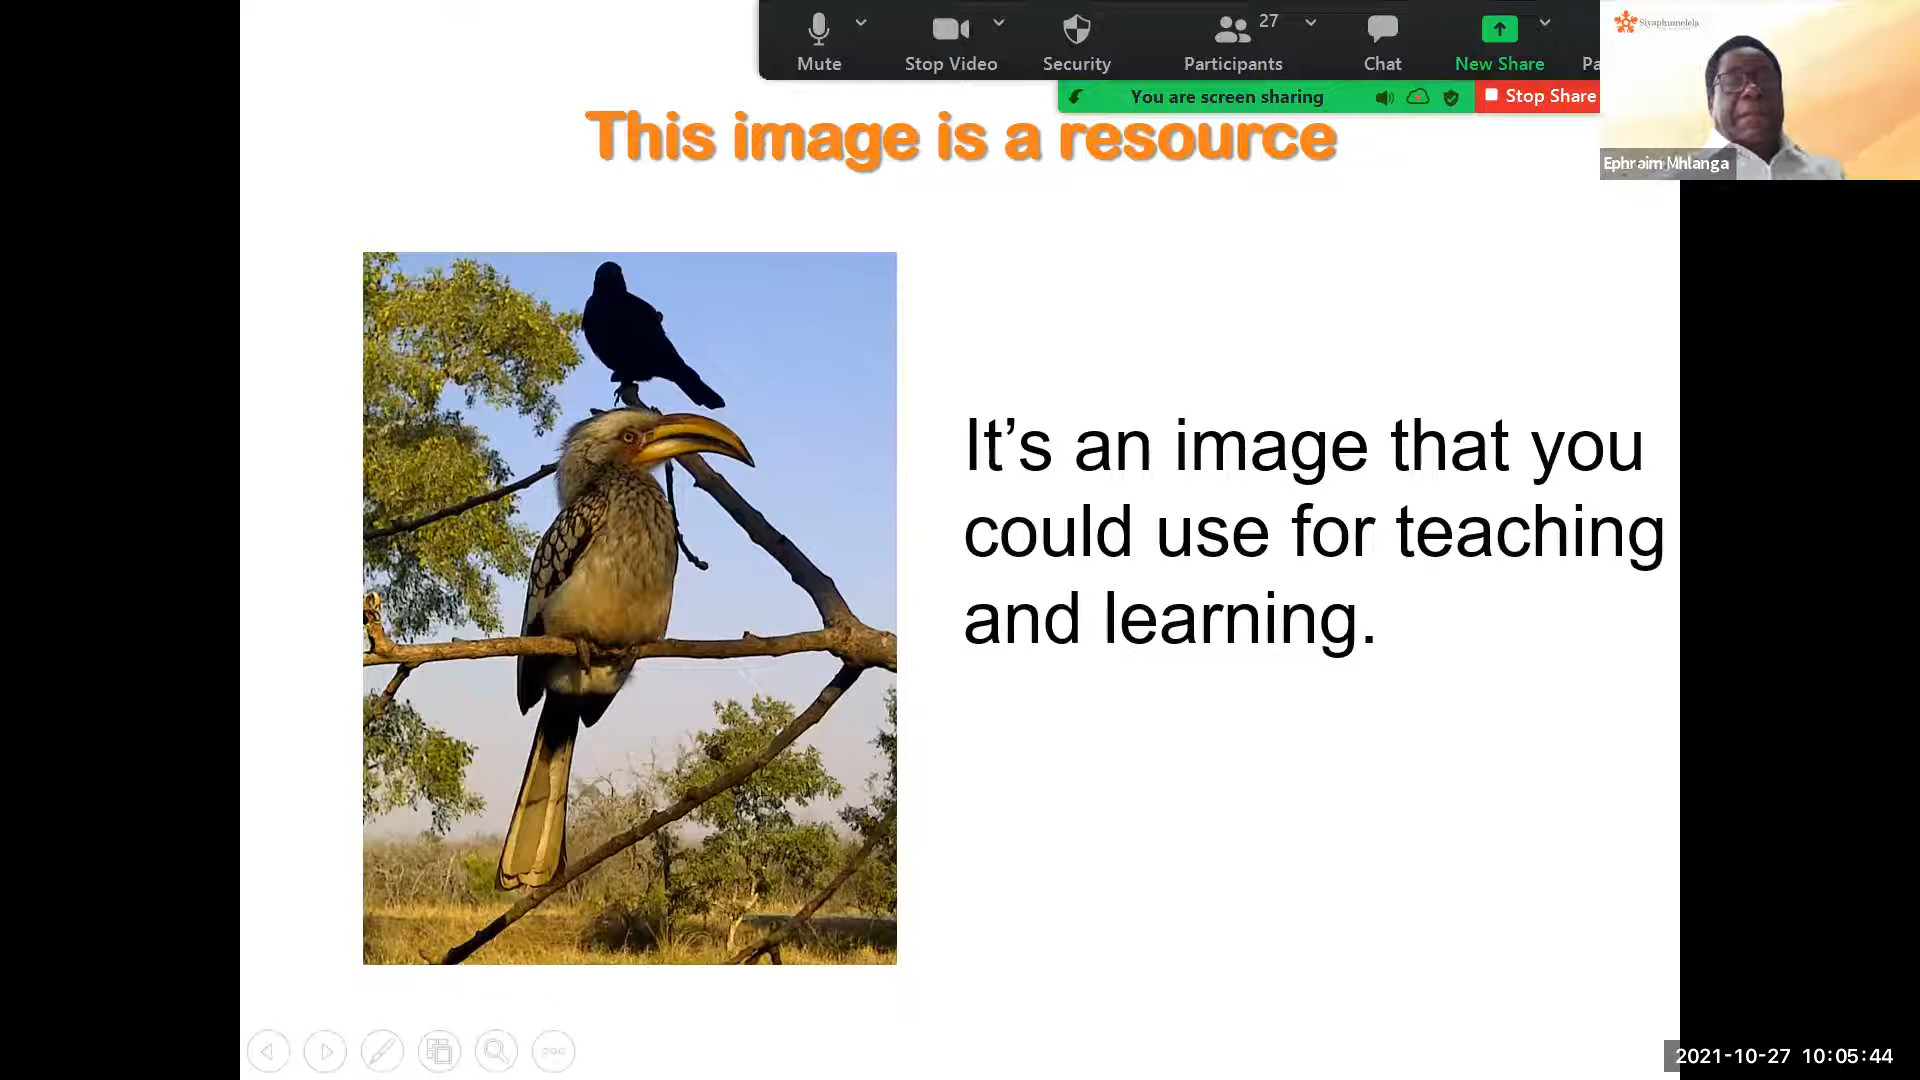 27
Mute
Stop Video
Security
Participants
Chat
New Share
Pa
You are screen sharing
Stop Share
Siyaphumelela
Ephraim Mhlanga
This image is a resource
It’s an image that you
could use for teaching
and learning.
2021-10-27 10:05:44